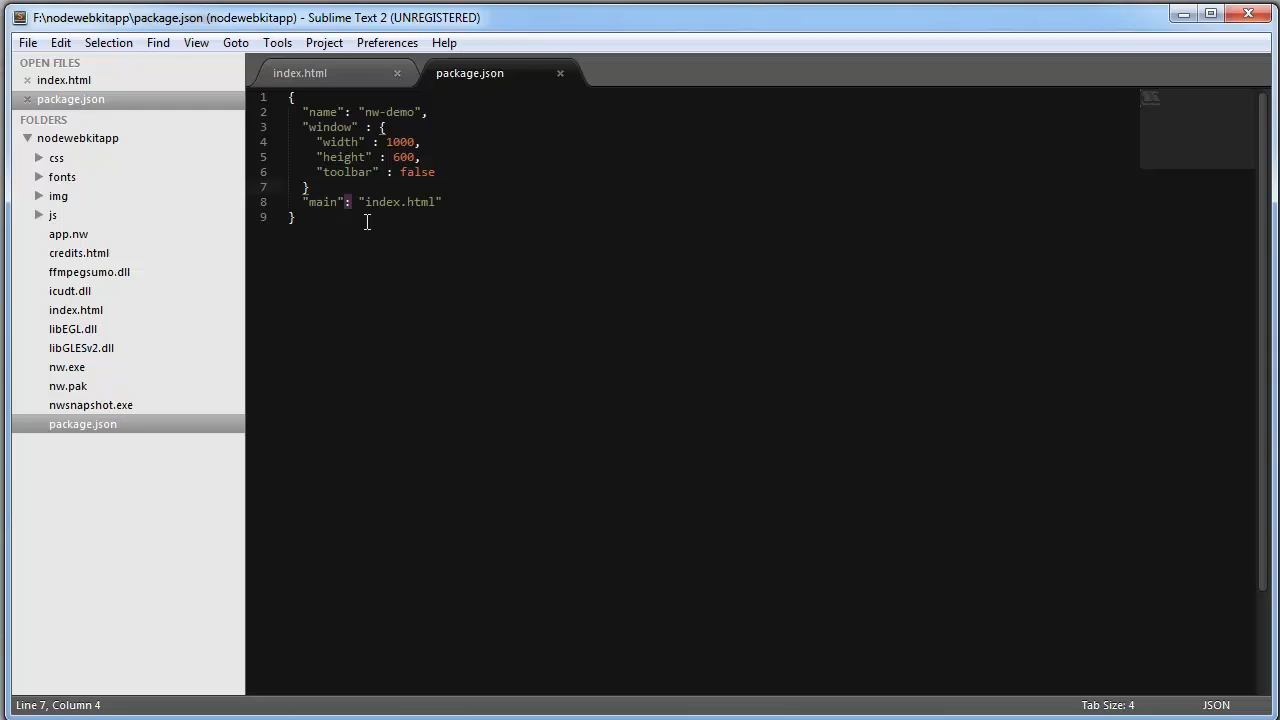 F:\nodewebkitapp\package.json (nodewebkitapp) - Sublime Text 2 (UNREGISTERED)
File Edit Selection Find View Goto Tools Project Preferences Help
OPEN FILES
index.html
package.json
FOLDERS
nodewebkitapp
css
fonts
img
js
app.nw
credits.html
ffmpegsumo.dll
icudt.dll
index.html
libEGL.dll
libGLESv2.dll
nw.exe
nw.pak
nwsnapshot.exe
package.json
index.html package.json
1 {
2 "name": "nw-demo",
3 "window" : {
4 "width" : 1000,
5 "height" : 600,
6 "toolbar" : false
7 }
8 "main": "index.html"
9 }
Line 7, Column 4 Tab Size: 4 JSON